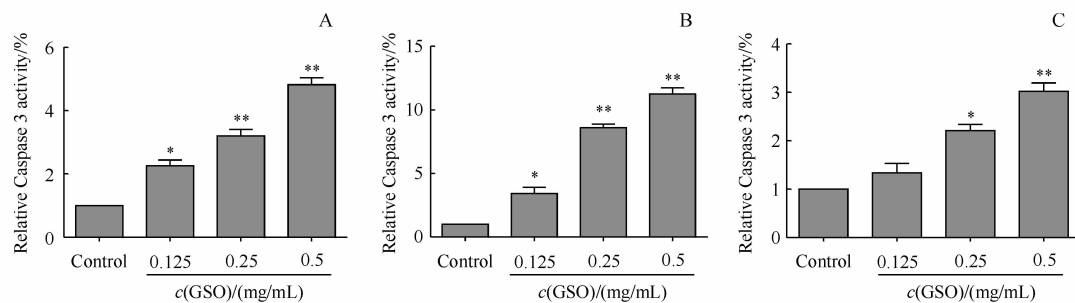 A
Relative Caspase 3 activity/%
6
4
2
0
*
**
**
Control
0.125
0.25
0.5
c(GSO)/(mg/mL)
B
Relative Caspase 3 activity/%
15
10
5
0
*
**
**
Control
0.125
0.25
0.5
c(GSO)/(mg/mL)
C
Relative Caspase 3 activity/%
4
3
2
1
0
*
**
Control
0.125
0.25
0.5
c(GSO)/(mg/mL)